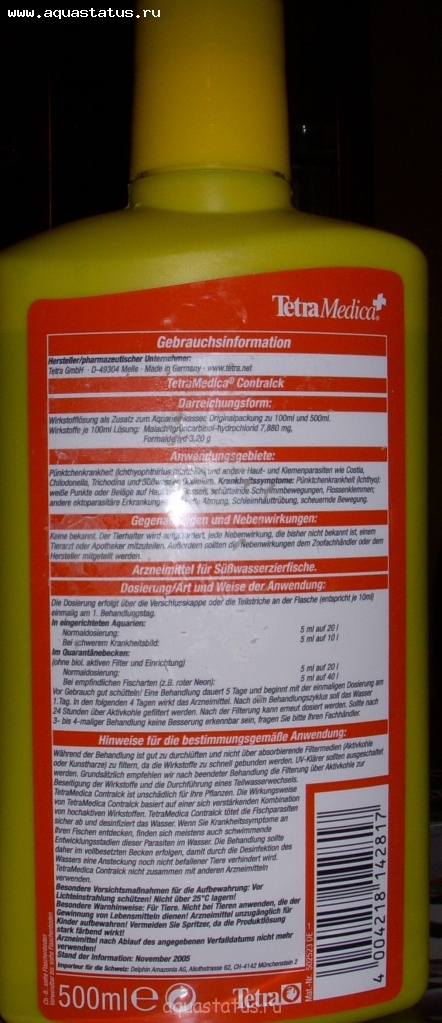 www.aquastatus.ru
TetraMedica
Gebrauchsinformation
Hersteller/pharmazeutischer Unternehmer:
Tetra GmbH · D-49304 Melle · Made in Germany · www.tetra.net
TetraMedica® Contralck
Darreichungsform:
Wirkstofflösung als Zusatz zum Aquarienwasser. Originalpackung zu 100ml und 500ml.
Wirkstoffe je 100ml Lösung: Malachitgruncarbinol-hydrochlorid 7,880 mg,
Formaldehyd 3,20 g
Anwendungsgebiete:
Pünktchenkrankheit (Ichthyophthirius multifiliis) und andere Haut- und Kiemenparasiten wie Costia,
Chilodonella, Trichodina und Süßwasser Oodinium. Krankheitssymptome: Pünktchenkrankheit (Ichthyo):
weiße Punkte oder Beläge auf Haut und Flossen, schüttelnde Schwimmbewegungen, Flossenklemmen;
andere ektoparasitäre Erkrankungen: Atmung, Schleimhauttrübung, scheuernde Bewegung.
Gegenanzeigen und Nebenwirkungen:
Keine bekannt. Der Tierhalter wird aufgefordert, jede Nebenwirkung, die bisher nicht bekannt ist, einem
Tierarzt oder Apotheker mitzuteilen. Außerdem sollten die Nebenwirkungen dem Zoofachhändler oder dem
Hersteller mitgeteilt werden.
Arzneimittel für Süßwasserzierfische.
Dosierung/Art und Weise der Anwendung:
Die Dosierung erfolgt über die Verschlusskappe oder die Teilstriche an der Flasche (entspricht je 10ml)
einmalig am 1. Behandlungstag.
In eingerichteten Aquarien:
Normaldosierung: 5 ml auf 20 l
Bei schwerem Krankheitsbild: 5 ml auf 10 l
Im Quarantänebecken:
(ohne biol. aktiven Filter und Einrichtung)
Normaldosierung: 5 ml auf 20 l
Bei empfindlichen Fischarten (z.B. roter Neon): 5 ml auf 40 l
Vor Gebrauch gut schütteln! Eine Behandlung dauert 5 Tage und beginnt mit der einmaligen Dosierung am
1.Tag. In den folgenden 4 Tagen wirkt das Arzneimittel. Nach dem Behandlungszyklus soll das Wasser
24 Stunden über Aktivkohle gefiltert werden. Nach der Filterung kann erneut dosiert werden. Sollte nach
3- bis 4-maliger Behandlung keine Besserung erkennbar sein, fragen Sie bitte Ihren Fachhändler.
Hinweise für die bestimmungsgemäße Anwendung:
Während der Behandlung ist gut zu durchlüften und nicht über absorbierende Filtermedien (Aktivkohle
oder Kunstharze) zu filtern, da die Wirkstoffe zu schnell gebunden werden. UV-Klärer sollten ausgeschaltet
werden. Grundsätzlich empfehlen wir nach beendeter Behandlung die Filterung über Aktivkohle zur
Beseitigung der Wirkstoffe und die Durchführung eines Teilwasserwechsels.
TetraMedica Contralck ist unschädlich für Ihre Pflanzen. Die Wirkungsweise
von TetraMedica Contralck basiert auf einer sich verstärkenden Kombination
von hochaktiven Wirkstoffen. TetraMedica Contralck tötet die Fischparasiten
sicher ab und desinfiziert das Wasser. Wenn Sie Krankheitssymptome an
Ihren Fischen entdecken, finden sich meistens auch schwimmende
Entwicklungsstadien dieser Parasiten im Wasser. Die Behandlung sollte
daher im vollbesetzten Becken erfolgen, damit durch die Desinfektion des
Wassers eine Ansteckung noch nicht befallener Tiere verhindert wird.
TetraMedica Contralck nicht zusammen mit anderen Arzneimitteln
verwenden.
Besondere Vorsichtsmaßnahmen für die Aufbewahrung: Vor
Lichteinstrahlung schützen! Nicht über 25°C lagern!
Besondere Warnhinweise: Für Tiere. Nicht bei Tieren anwenden, die der
Gewinnung von Lebensmitteln dienen! Arzneimittel unzugänglich für
Kinder aufbewahren! Vermeiden Sie Spritzer, da die Produktlösung
stark färbend wirkt!
Arzneimittel nach Ablauf des angegebenen Verfalldatums nicht mehr
verwenden!
Stand der Information: November 2005
Importeur für die Schweiz: Delphin Amazonia AG, CH-4142 Münchenstein 2
4 004218 142817
500ml e
Tetra
aquastatus.ru